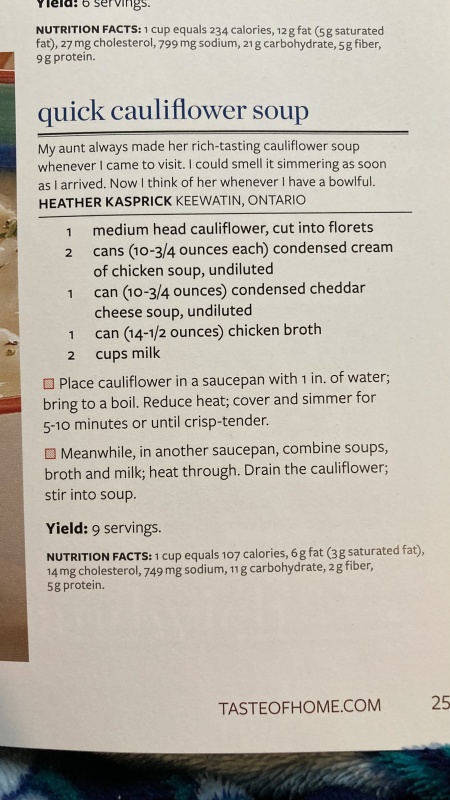 Yield: 6 servings.
NUTRITION FACTS: 1 cup equals 234 calories, 12 g fat (5 g saturated
fat), 27 mg cholesterol, 799 mg sodium, 21 g carbohydrate, 5 g fiber,
9 g protein.
quick cauliflower soup
My aunt always made her rich-tasting cauliflower soup
whenever I came to visit. I could smell it simmering as soon
as I arrived. Now I think of her whenever I have a bowlful.
HEATHER KASPRICK KEEWATIN, ONTARIO
1 medium head cauliflower, cut into florets
2 cans (10-3/4 ounces each) condensed cream
of chicken soup, undiluted
1 can (10-3/4 ounces) condensed cheddar
cheese soup, undiluted
1 can (14-1/2 ounces) chicken broth
2 cups milk
Place cauliflower in a saucepan with 1 in. of water;
bring to a boil. Reduce heat; cover and simmer for
5-10 minutes or until crisp-tender.
Meanwhile, in another saucepan, combine soups,
broth and milk; heat through. Drain the cauliflower;
stir into soup.
Yield: 9 servings.
NUTRITION FACTS: 1 cup equals 107 calories, 6 g fat (3 g saturated fat),
14 mg cholesterol, 749 mg sodium, 11 g carbohydrate, 2 g fiber,
5 g protein.
TASTEOFHOME.COM 25